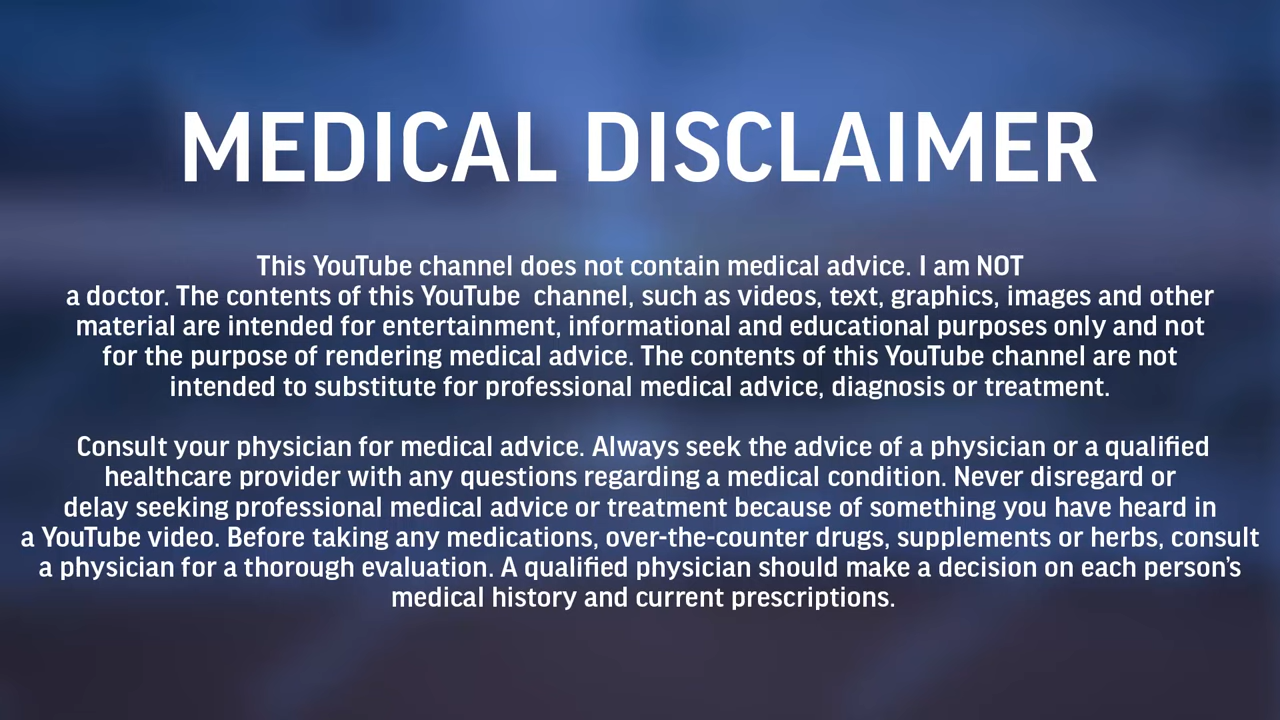 MEDICAL DISCLAIMER
This YouTube channel does not contain medical advice. I am NOT
a doctor. The contents of this YouTube  channel, such as videos, text, graphics, images and other
material are intended for entertainment, informational and educational purposes only and not
for the purpose of rendering medical advice. The contents of this YouTube channel are not
intended to substitute for professional medical advice, diagnosis or treatment.
Consult your physician for medical advice. Always seek the advice of a physician or a qualified
healthcare provider with any questions regarding a medical condition. Never disregard or
delay seeking professional medical advice or treatment because of something you have heard in
a YouTube video. Before taking any medications, over-the-counter drugs, supplements or herbs, consult
a physician for a thorough evaluation. A qualified physician should make a decision on each person’s
medical history and current prescriptions.